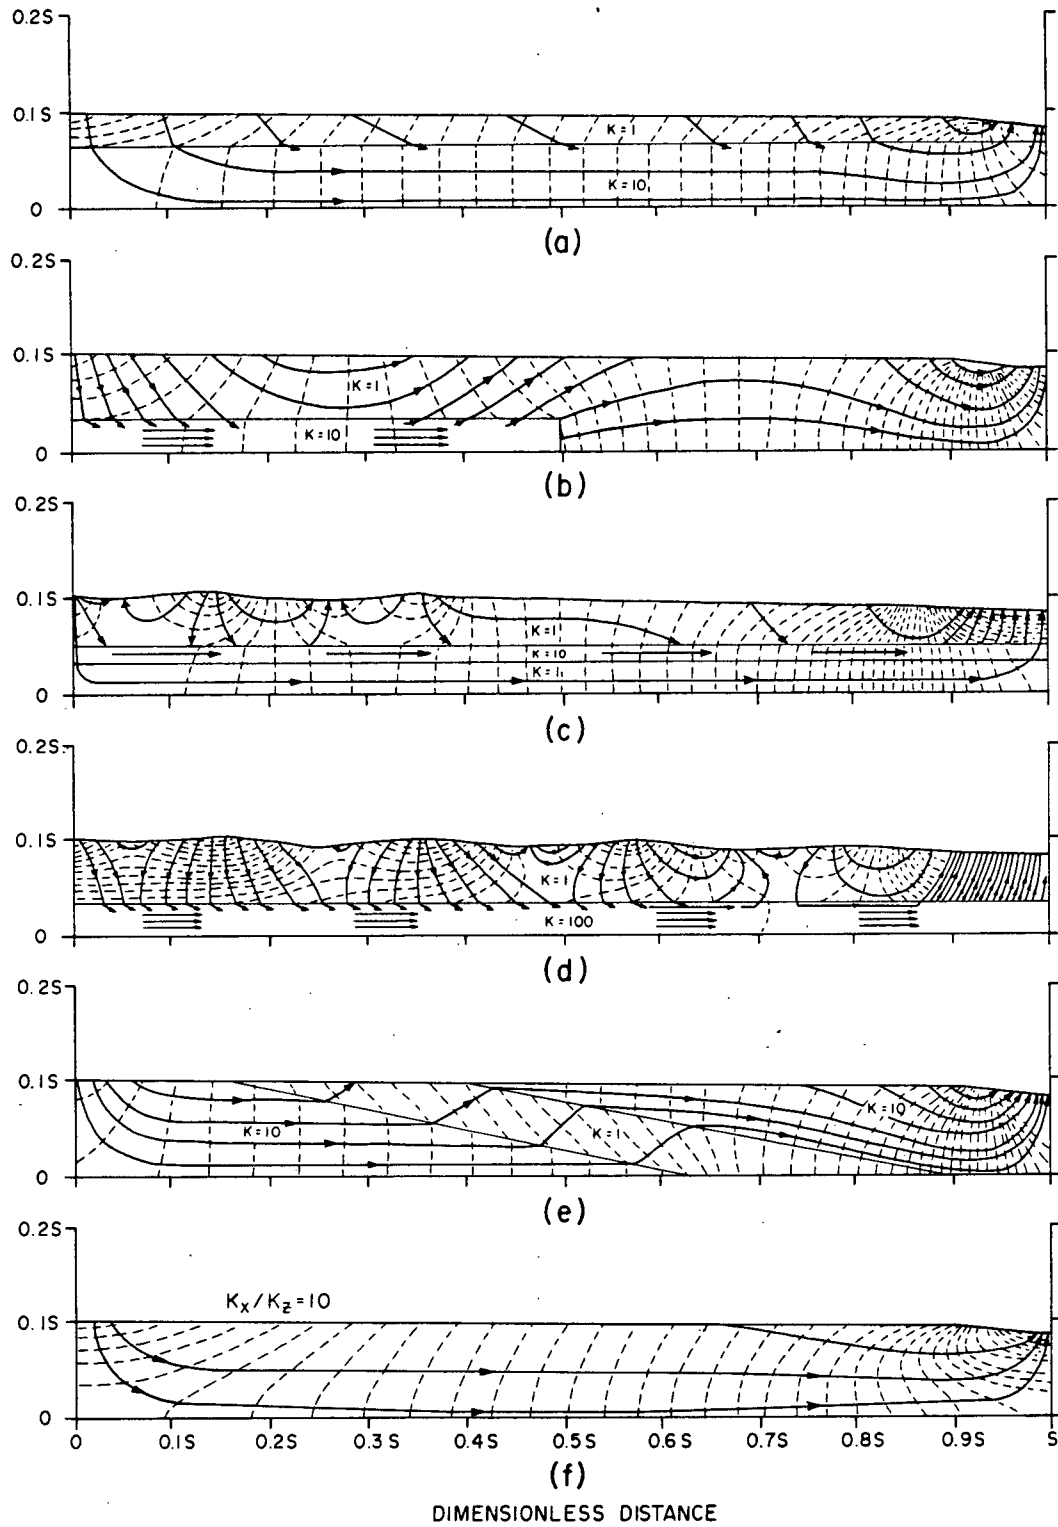 0.2S
0.1S
K=1
K=10
0
(a)
0.2S
0.1S
K=1
K=10
0
(b)
0.2S
0.1S
K=1
K=10
K=1
0
(c)
0.2S
0.1S
K=1
K=100
0
(d)
0.2S
0.1S
K=10
K=10
K=1
0
(e)
0.2S
Kx/Kz=10
0.1S
0
0 0.1S 0.2S 0.3S 0.4S 0.5S 0.6S 0.7S 0.8S 0.9S S
(f)
DIMENSIONLESS DISTANCE